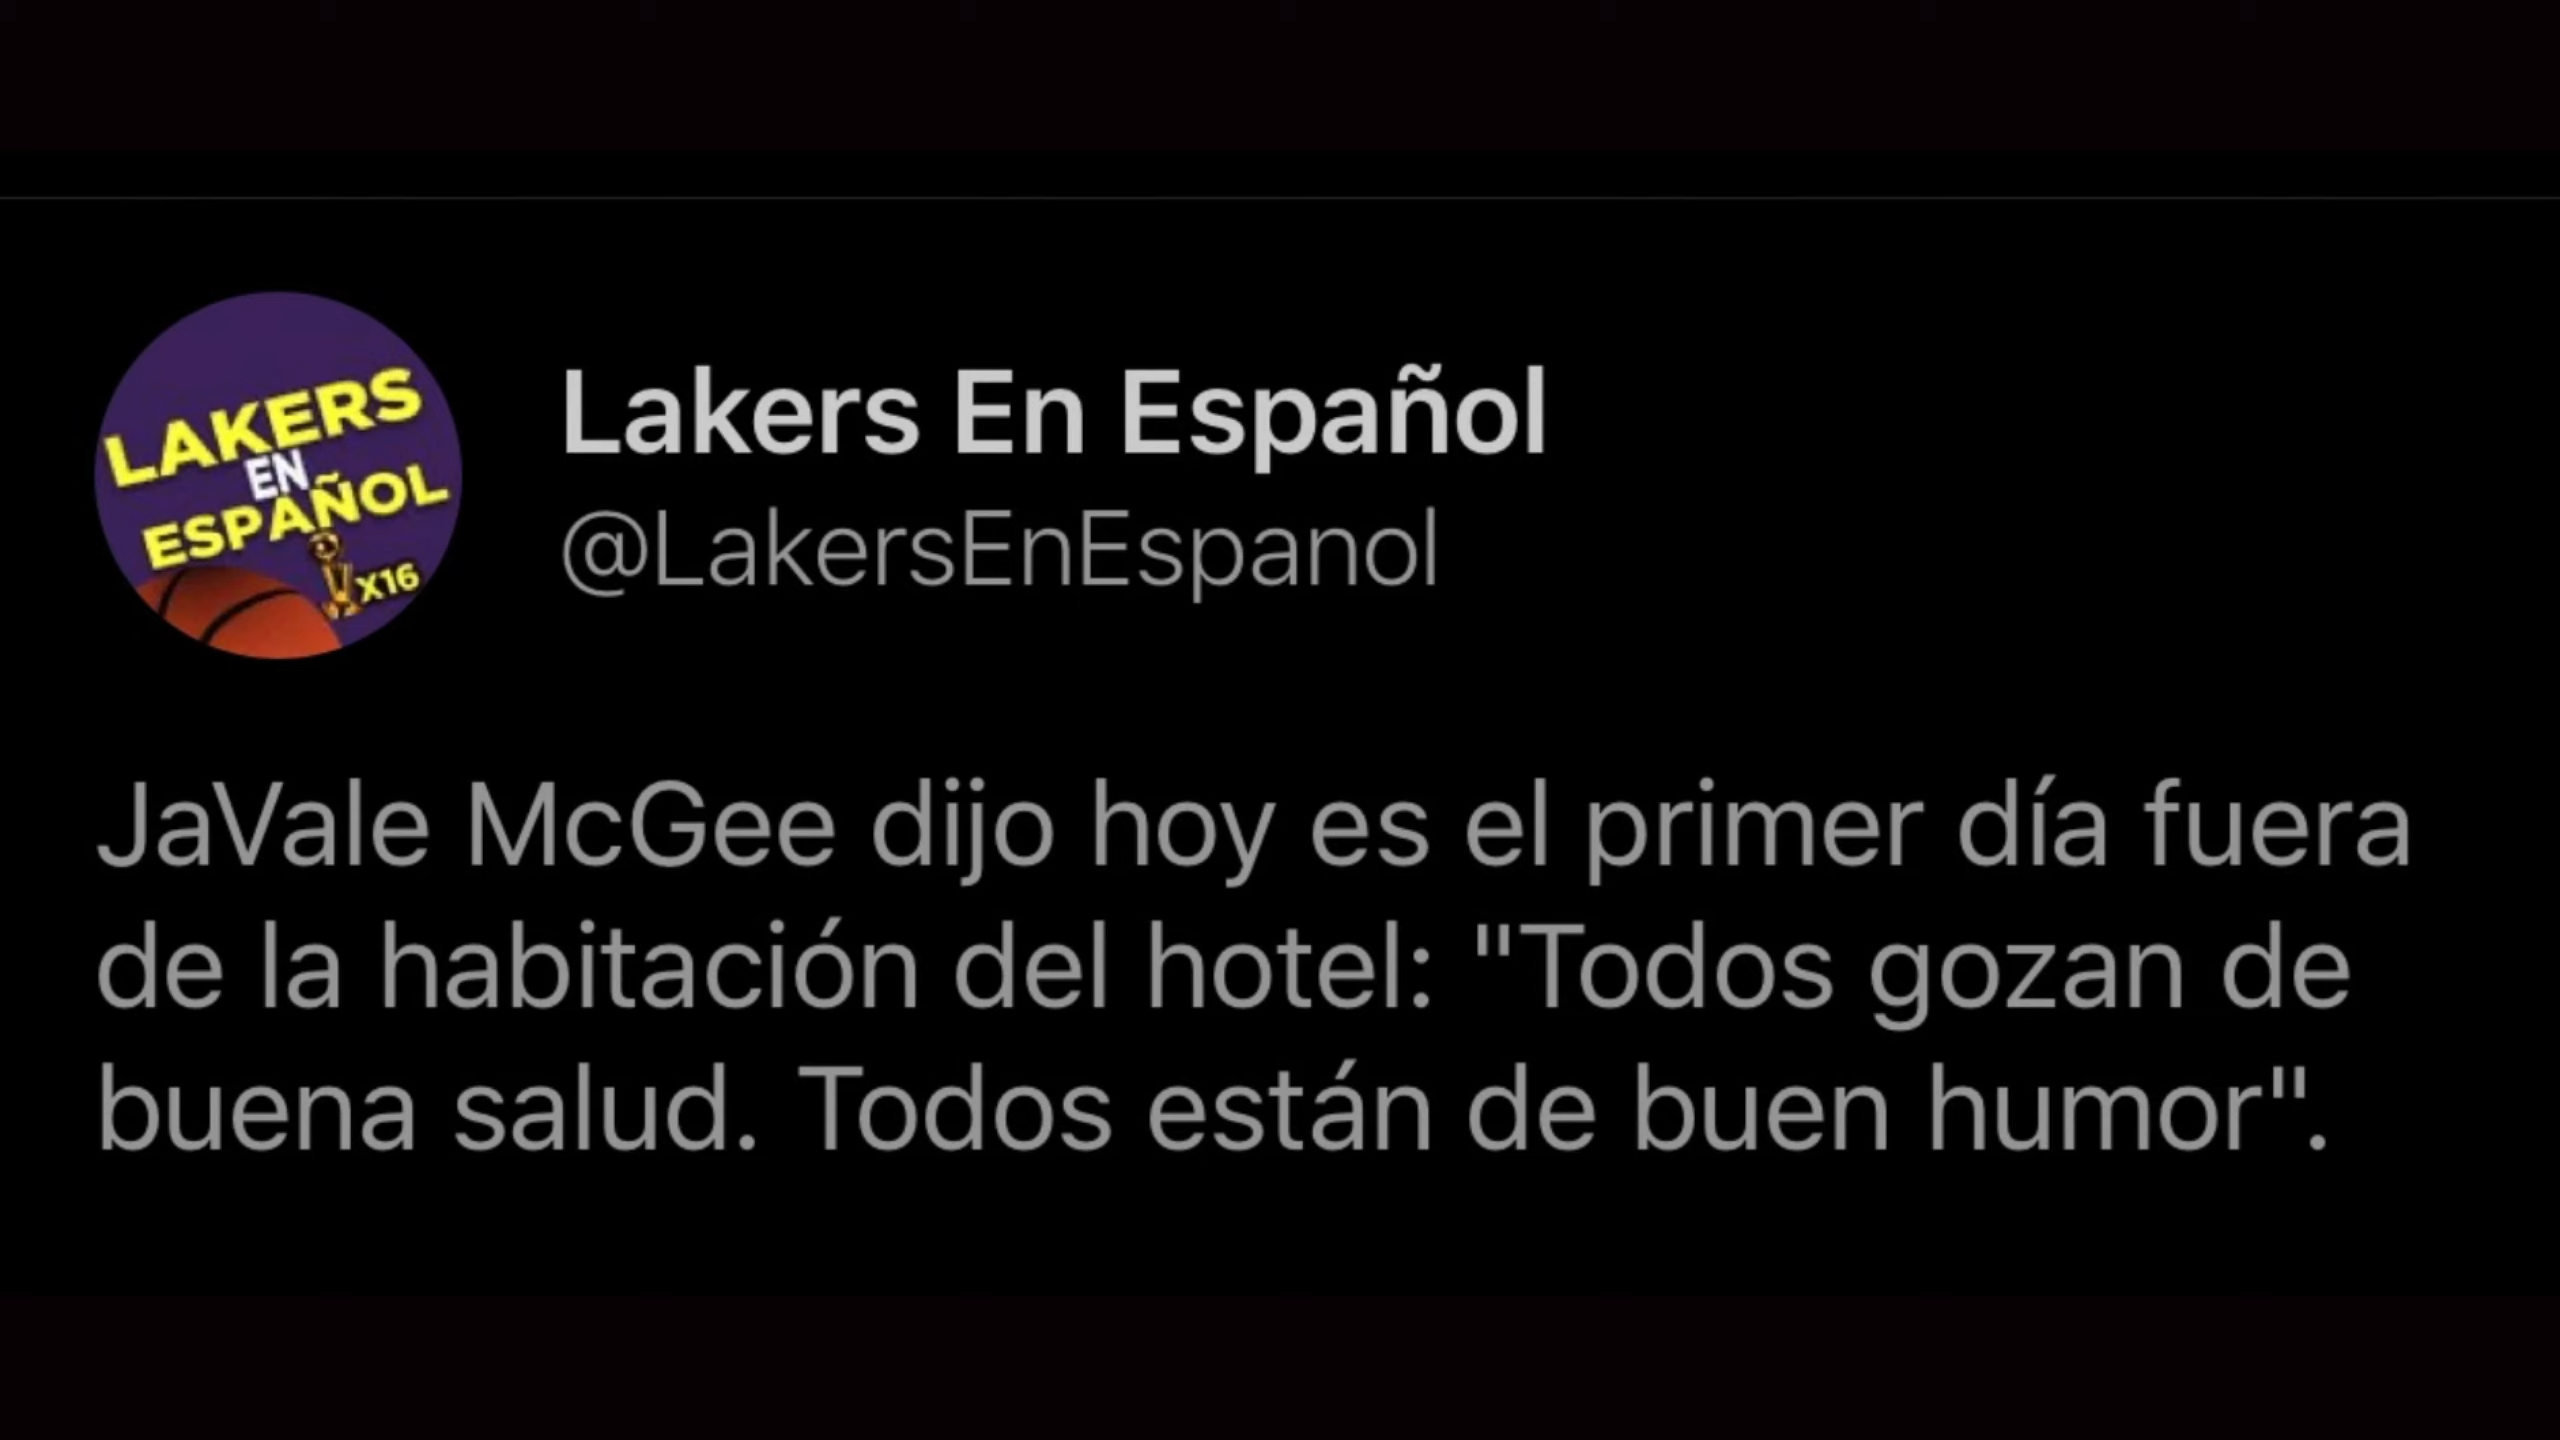 LAKERS
EN
ESPAÑOL
X16
Lakers En Español
@LakersEnEspanol
JaVale McGee dijo hoy es el primer día fuera
de la habitación del hotel: "Todos gozan de
buena salud. Todos están de buen humor".